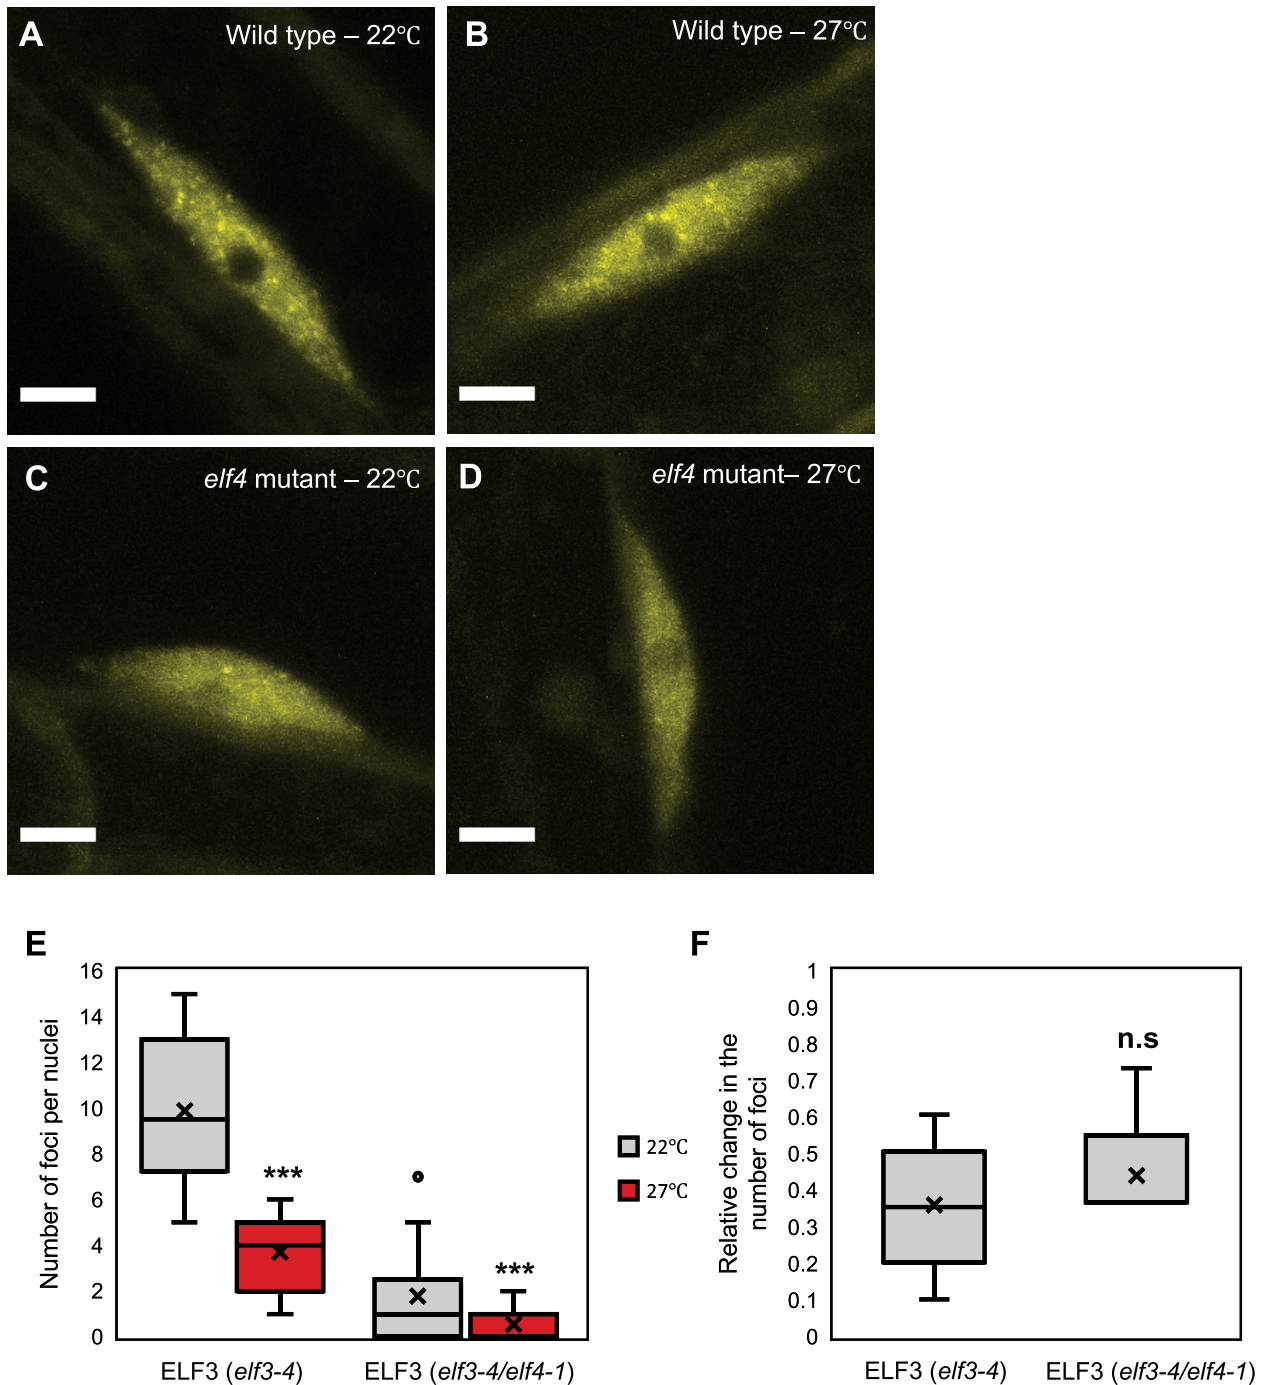 A
Wild type – 22℃
B
Wild type – 27℃
C
elf4 mutant – 22℃
D
elf4 mutant– 27℃
E
Number of foci per nuclei
16
14
12
10
8
6
4
2
0
***
***
ELF3 (elf3-4)
ELF3 (elf3-4/elf4-1)
22℃
27℃
F
Relative change in the
number of foci
1
0.9
0.8
0.7
0.6
0.5
0.4
0.3
0.2
0.1
0
n.s
ELF3 (elf3-4)
ELF3 (elf3-4/elf4-1)